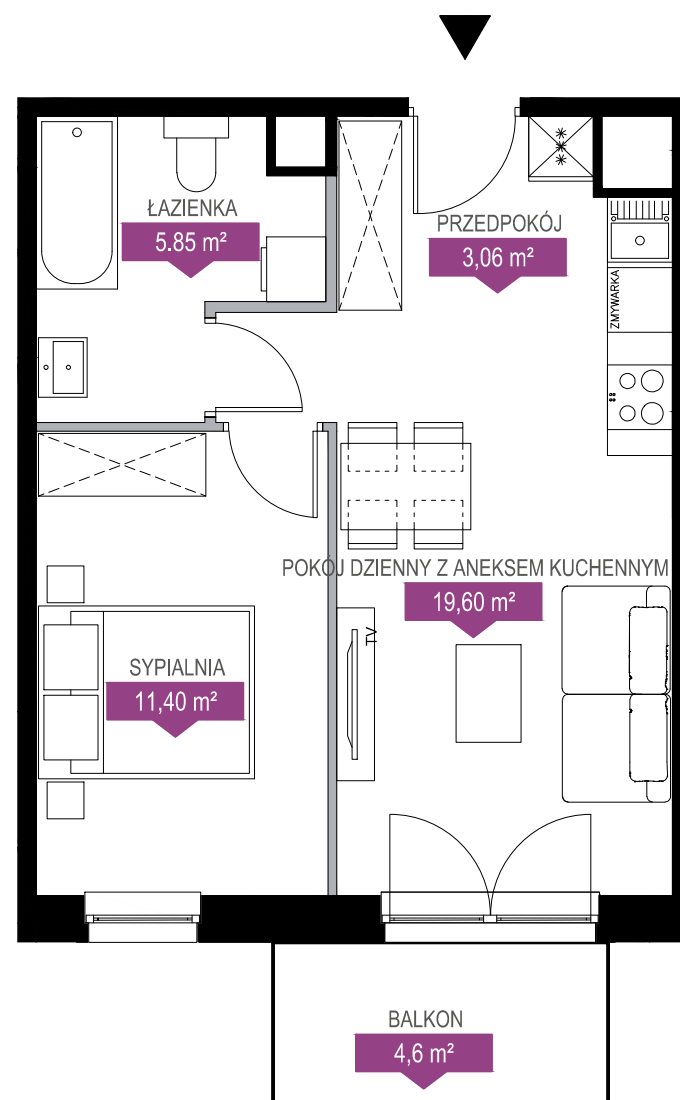 ŁAZIENKA
5.85 m²
PRZEDPOKÓJ
3,06 m²
ZMYWARKA
POKÓJ DZIENNY Z ANEKSEM KUCHENNYM
19,60 m²
TV
SYPIALNIA
11,40 m²
BALKON
4,6 m²